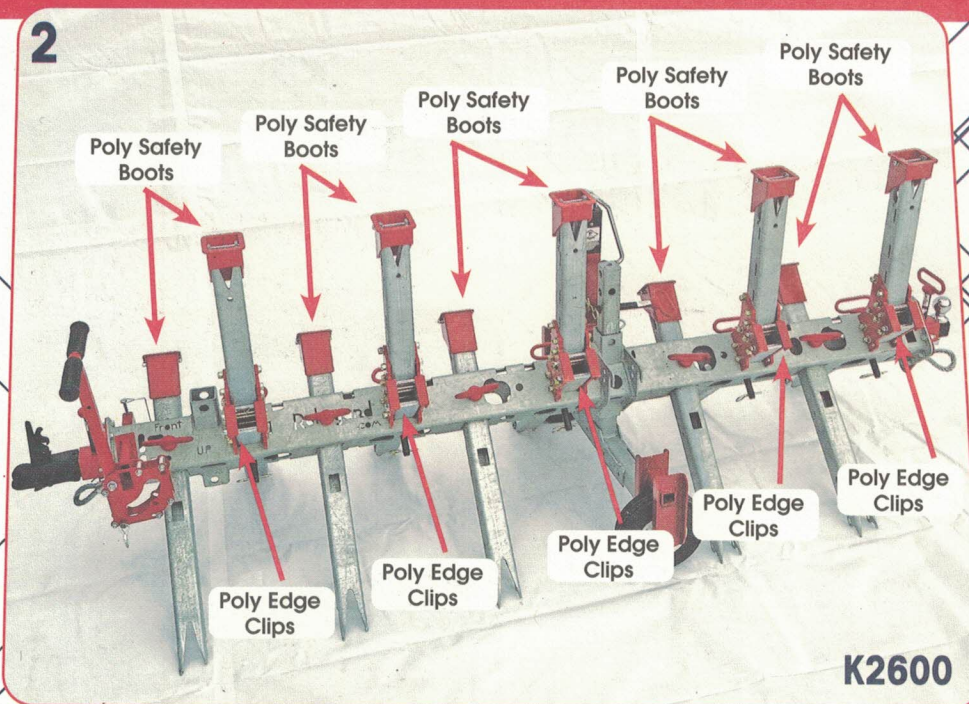 2
Poly Safety
Boots
Poly Safety
Boots
Poly Safety
Boots
Poly Safety
Boots
Poly Safety
Boots
Front
UP
.com
Poly Edge
Clips
Poly Edge
Clips
Poly Edge
Clips
Poly Edge
Clips
Poly Edge
Clips
K2600